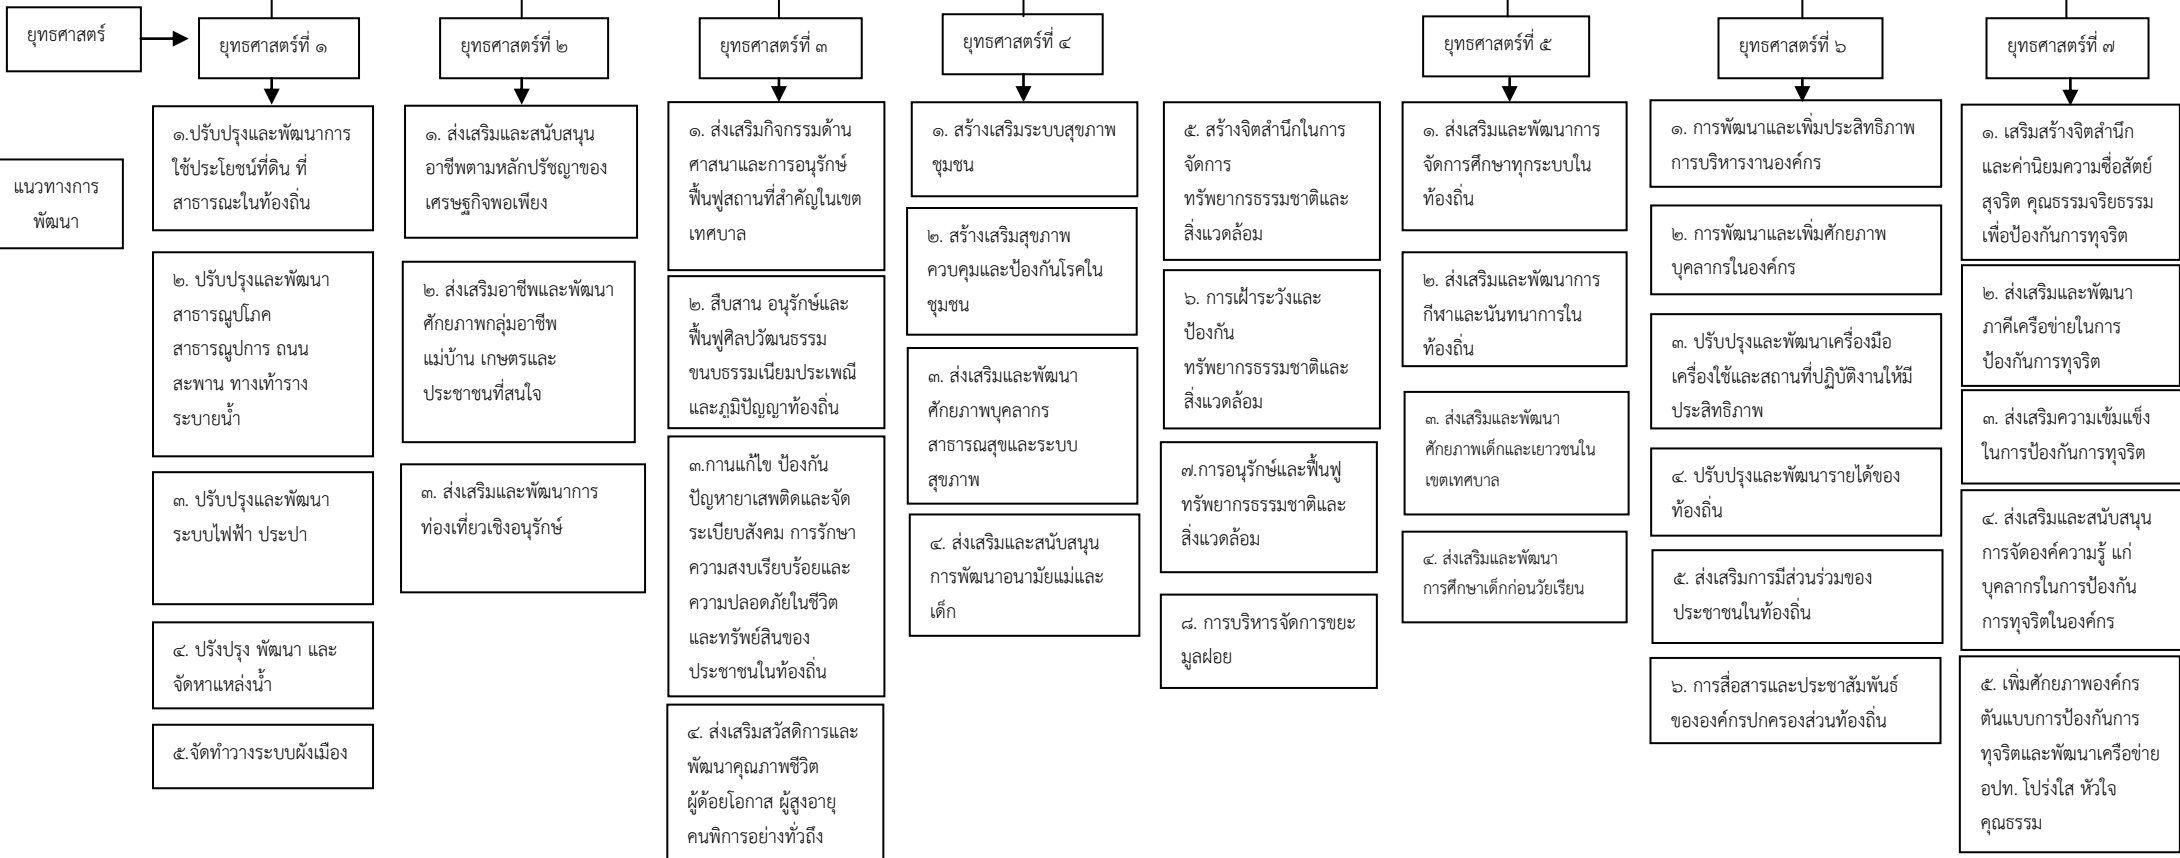 ยุทธศาสตร์
ยุทธศาสตร์ที่ ๑
ยุทธศาสตร์ที่ ๒
ยุทธศาสตร์ที่ ๓
ยุทธศาสตร์ที่ ๔
ยุทธศาสตร์ที่ ๕
ยุทธศาสตร์ที่ ๖
ยุทธศาสตร์ที่ ๗
แนวทางการ
พัฒนา
๑.ปรับปรุงและพัฒนาการ
ใช้ประโยชน์ที่ดิน ที่
สาธารณะในท้องถิ่น
๒. ปรับปรุงและพัฒนา
สาธารณูปโภค
สาธารณูปการ ถนน
สะพาน ทางเท้าราง
ระบายน้ำ
๓. ปรับปรุงและพัฒนา
ระบบไฟฟ้า ประปา
๔. ปรังปรุง พัฒนา และ
จัดหาแหล่งน้ำ
๕.จัดทำวางระบบผังเมือง
๑. ส่งเสริมและสนับสนุน
อาชีพตามหลักปรัชญาของ
เศรษฐกิจพอเพียง
๒. ส่งเสริมอาชีพและพัฒนา
ศักยภาพกลุ่มอาชีพ
แม่บ้าน เกษตรและ
ประชาชนที่สนใจ
๓. ส่งเสริมและพัฒนาการ
ท่องเที่ยวเชิงอนุรักษ์
๑. ส่งเสริมกิจกรรมด้าน
ศาสนาและการอนุรักษ์
ฟื้นฟูสถานที่สำคัญในเขต
เทศบาล
๒. สืบสาน อนุรักษ์และ
ฟื้นฟูศิลปวัฒนธรรม
ขนบธรรมเนียมประเพณี
และภูมิปัญญาท้องถิ่น
๓.กานแก้ไข ป้องกัน
ปัญหายาเสพติดและจัด
ระเบียบสังคม การรักษา
ความสงบเรียบร้อยและ
ความปลอดภัยในชีวิต
และทรัพย์สินของ
ประชาชนในท้องถิ่น
๔. ส่งเสริมสวัสดิการและ
พัฒนาคุณภาพชีวิต
ผู้ด้อยโอกาส ผู้สูงอายุ
คนพิการอย่างทั่วถึง
๑. สร้างเสริมระบบสุขภาพ
ชุมชน
๒. สร้างเสริมสุขภาพ
ควบคุมและป้องกันโรคใน
ชุมชน
๓. ส่งเสริมและพัฒนา
ศักยภาพบุคลากร
สาธารณสุขและระบบ
สุขภาพ
๔. ส่งเสริมและสนับสนุน
การพัฒนาอนามัยแม่และ
เด็ก
๕. สร้างจิตสำนึกในการ
จัดการ
ทรัพยากรธรรมชาติและ
สิ่งแวดล้อม
๖. การเฝ้าระวังและ
ป้องกัน
ทรัพยากรธรรมชาติและ
สิ่งแวดล้อม
๗.การอนุรักษ์และฟื้นฟู
ทรัพยากรธรรมชาติและ
สิ่งแวดล้อม
๘. การบริหารจัดการขยะ
มูลฝอย
๑. ส่งเสริมและพัฒนาการ
จัดการศึกษาทุกระบบใน
ท้องถิ่น
๒. ส่งเสริมและพัฒนาการ
กีฬาและนันทนาการใน
ท้องถิ่น
๓. ส่งเสริมและพัฒนา
ศักยภาพเด็กและเยาวชนใน
เขตเทศบาล
๔. ส่งเสริมและพัฒนา
การศึกษาเด็กก่อนวัยเรียน
๑. การพัฒนาและเพิ่มประสิทธิภาพ
การบริหารงานองค์กร
๒. การพัฒนาและเพิ่มศักยภาพ
บุคลากรในองค์กร
๓. ปรับปรุงและพัฒนาเครื่องมือ
เครื่องใช้และสถานที่ปฏิบัติงานให้มี
ประสิทธิภาพ
๔. ปรับปรุงและพัฒนารายได้ของ
ท้องถิ่น
๕. ส่งเสริมการมีส่วนร่วมของ
ประชาชนในท้องถิ่น
๖. การสื่อสารและประชาสัมพันธ์
ขององค์กรปกครองส่วนท้องถิ่น
๑. เสริมสร้างจิตสำนึก
และค่านิยมความซื่อสัตย์
สุจริต คุณธรรมจริยธรรม
เพื่อป้องกันการทุจริต
๒. ส่งเสริมและพัฒนา
ภาคีเครือข่ายในการ
ป้องกันการทุจริต
๓. ส่งเสริมความเข้มแข็ง
ในการป้องกันการทุจริต
๔. ส่งเสริมและสนับสนุน
การจัดองค์ความรู้ แก่
บุคลากรในการป้องกัน
การทุจริตในองค์กร
๕. เพิ่มศักยภาพองค์กร
ต้นแบบการป้องกันการ
ทุจริตและพัฒนาเครือข่าย
อปท. โปร่งใส หัวใจ
คุณธรรม